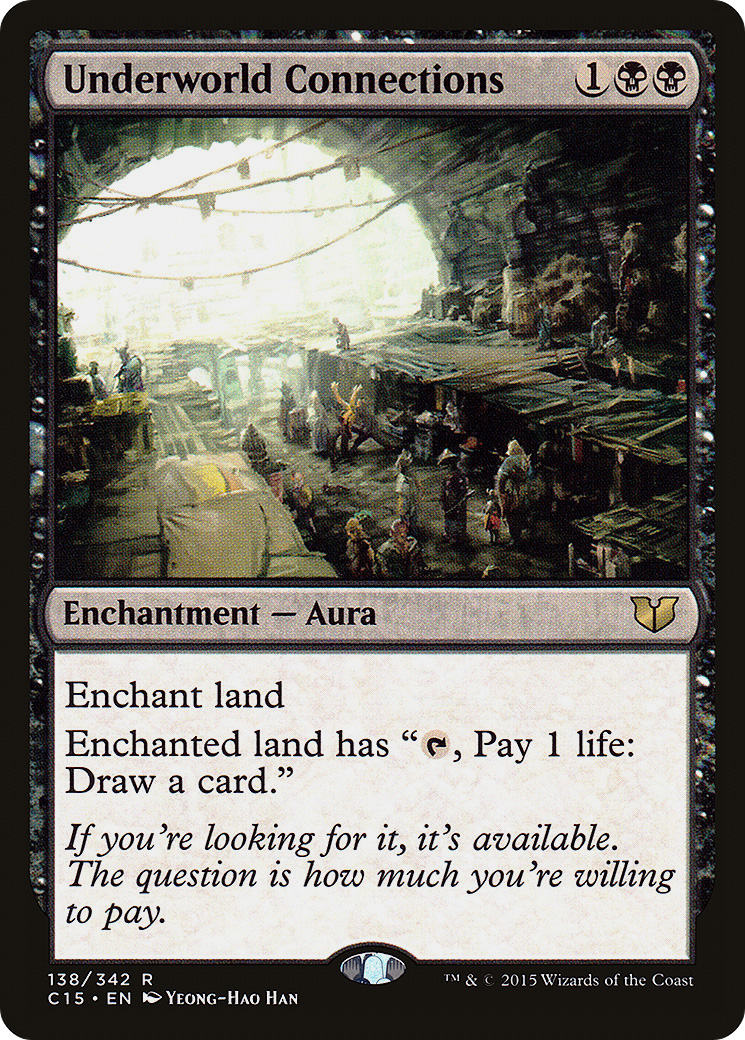 Underworld Connections 1
Enchantment — Aura
Enchant land
Enchanted land has “, Pay 1 life:
Draw a card.”
If you’re looking for it, it’s available.
The question is how much you’re willing
to pay.
138/342 R
C15 • EN Yeong-Hao Han
™ & © 2015 Wizards of the Coast